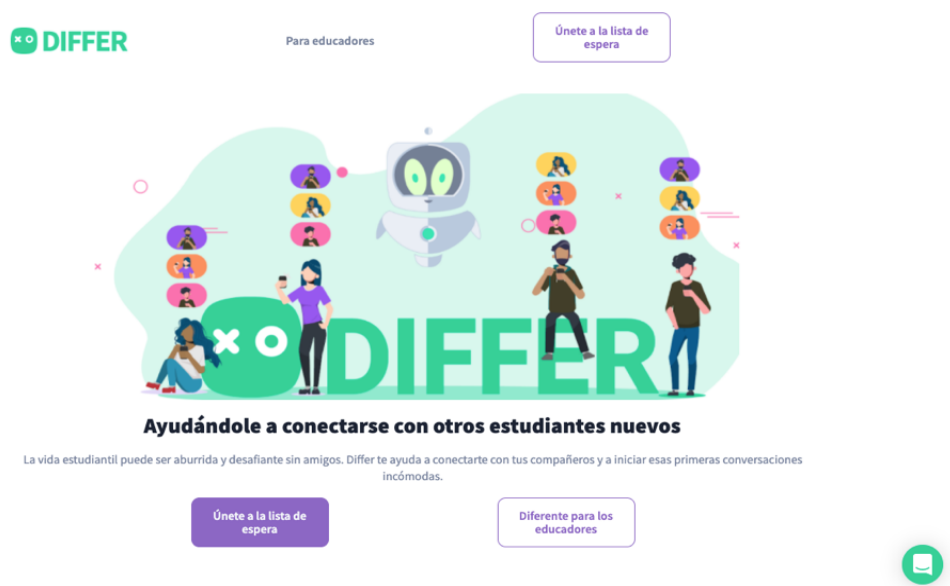 DIFFER
Para educadores
Únete a la lista de
espera
DIFFER
Ayudándole a conectarse con otros estudiantes nuevos
La vida estudiantil puede ser aburrida y desafiante sin amigos. Differ te ayuda a conectarte con tus compañeros y a iniciar esas primeras conversaciones
incómodas.
Únete a la lista de
espera
Diferente para los
educadores